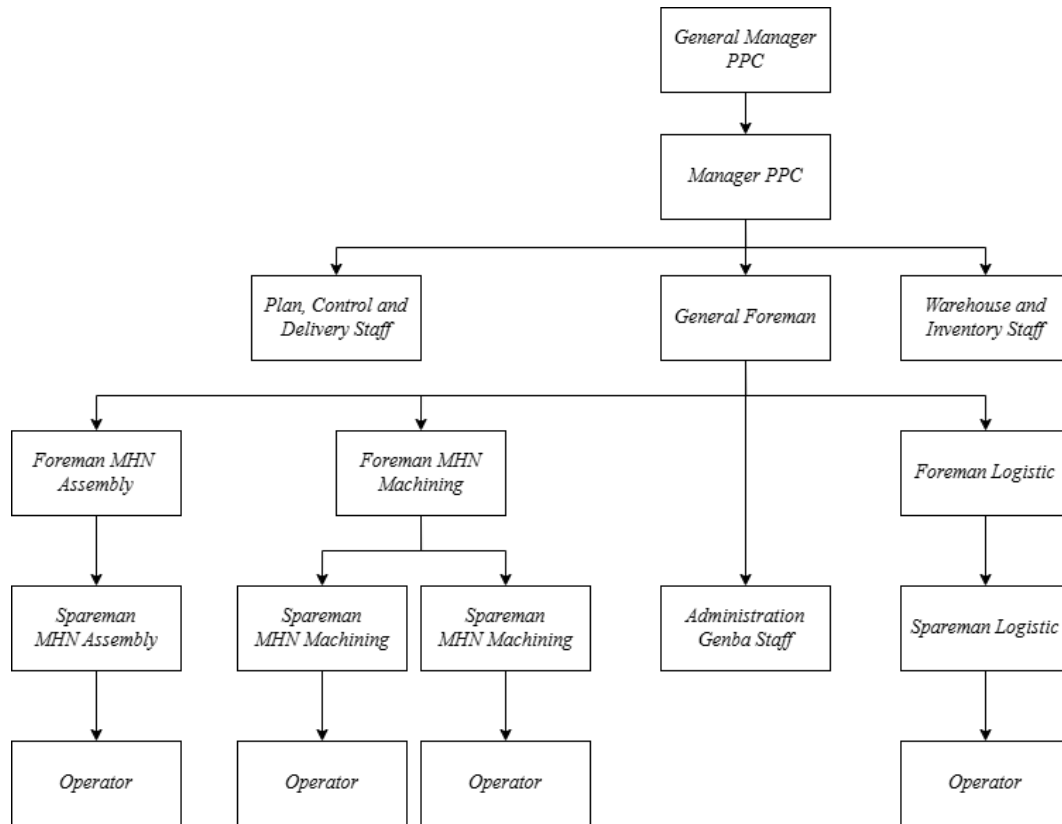 General Manager
PPC
Manager PPC
Plan, Control and
Delivery Staff
General Foreman
Warehouse and
Inventory Staff
Foreman MHN
Assembly
Foreman MHN
Machining
Foreman Logistic
Spareman
MHN Assembly
Spareman
MHN Machining
Spareman
MHN Machining
Administration
Genba Staff
Spareman Logistic
Operator
Operator
Operator
Operator